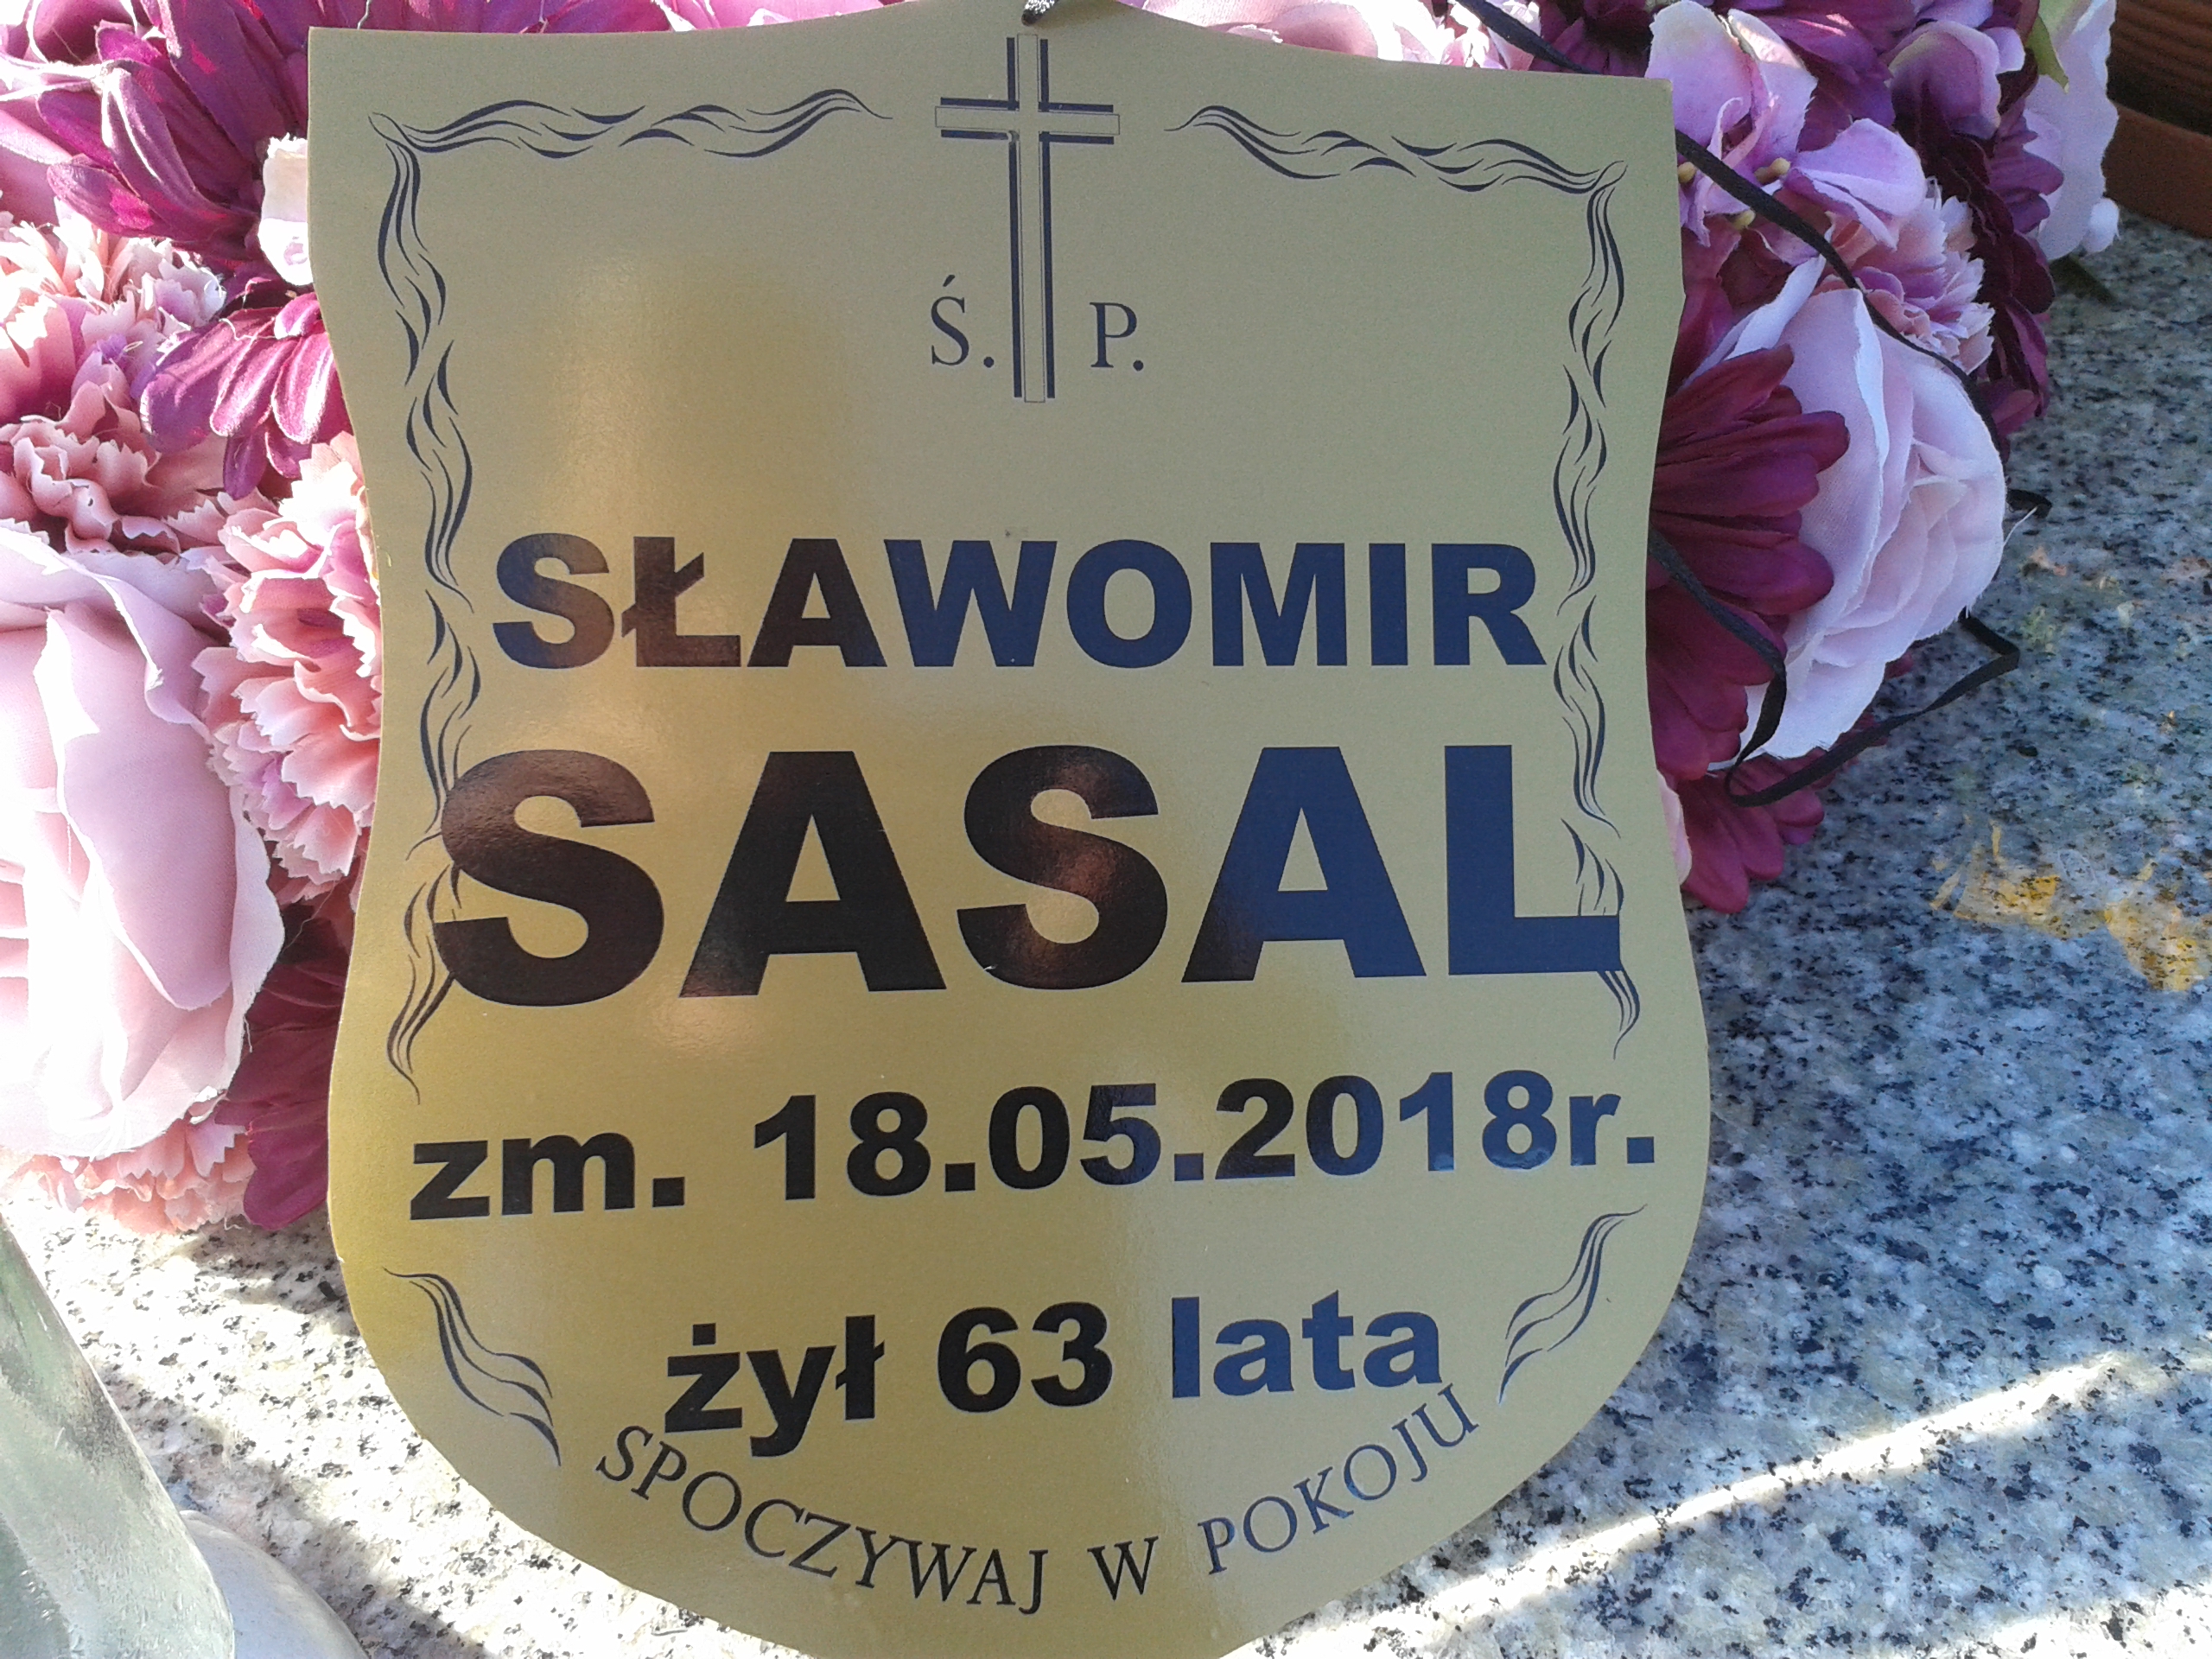 Ś. P.
SŁAWOMIR
SASAL
zm. 18.05.2018r.
żył 63 lata
SPOCZYWAJ W POKOJU